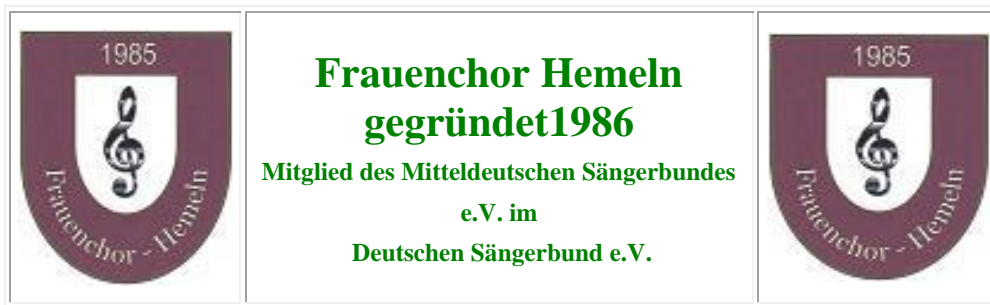 1985
Frauenchor - Hemeln
Frauenchor Hemeln
gegründet1986
Mitglied des Mitteldeutschen Sängerbundes
e.V. im
Deutschen Sängerbund e.V.
1985
Frauenchor - Hemeln